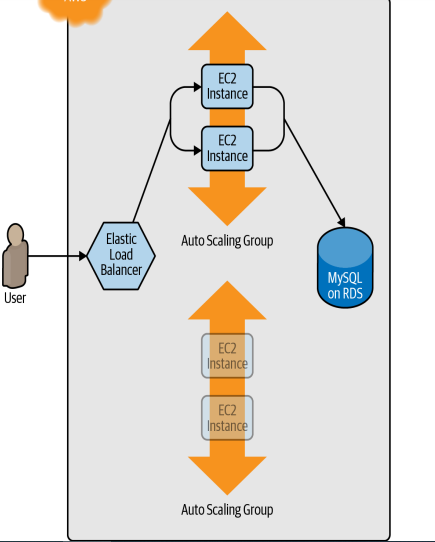 EC2
Instance
EC2
Instance
Auto Scaling Group
Elastic
Load
Balancer
User
MySQL
on RDS
EC2
Instance
EC2
Instance
Auto Scaling Group